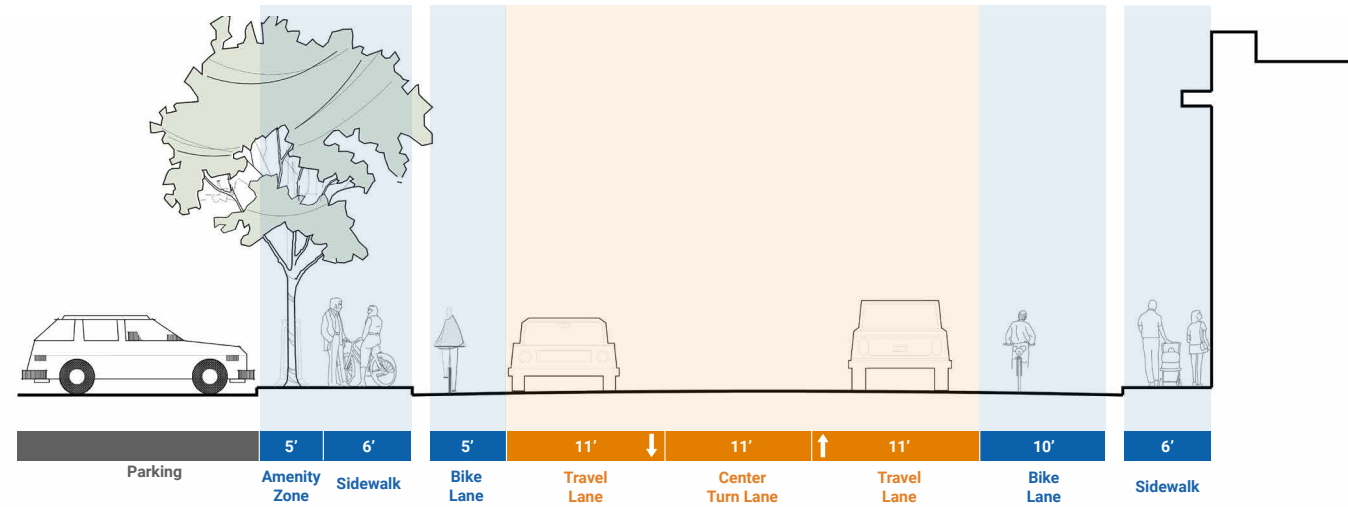 5’ 6’ 5’ 11’ 11’ 11’ 10’ 6’
Parking
Amenity
Zone
Sidewalk
Bike
Lane
Travel
Lane
Center
Turn Lane
Travel
Lane
Bike
Lane
Sidewalk